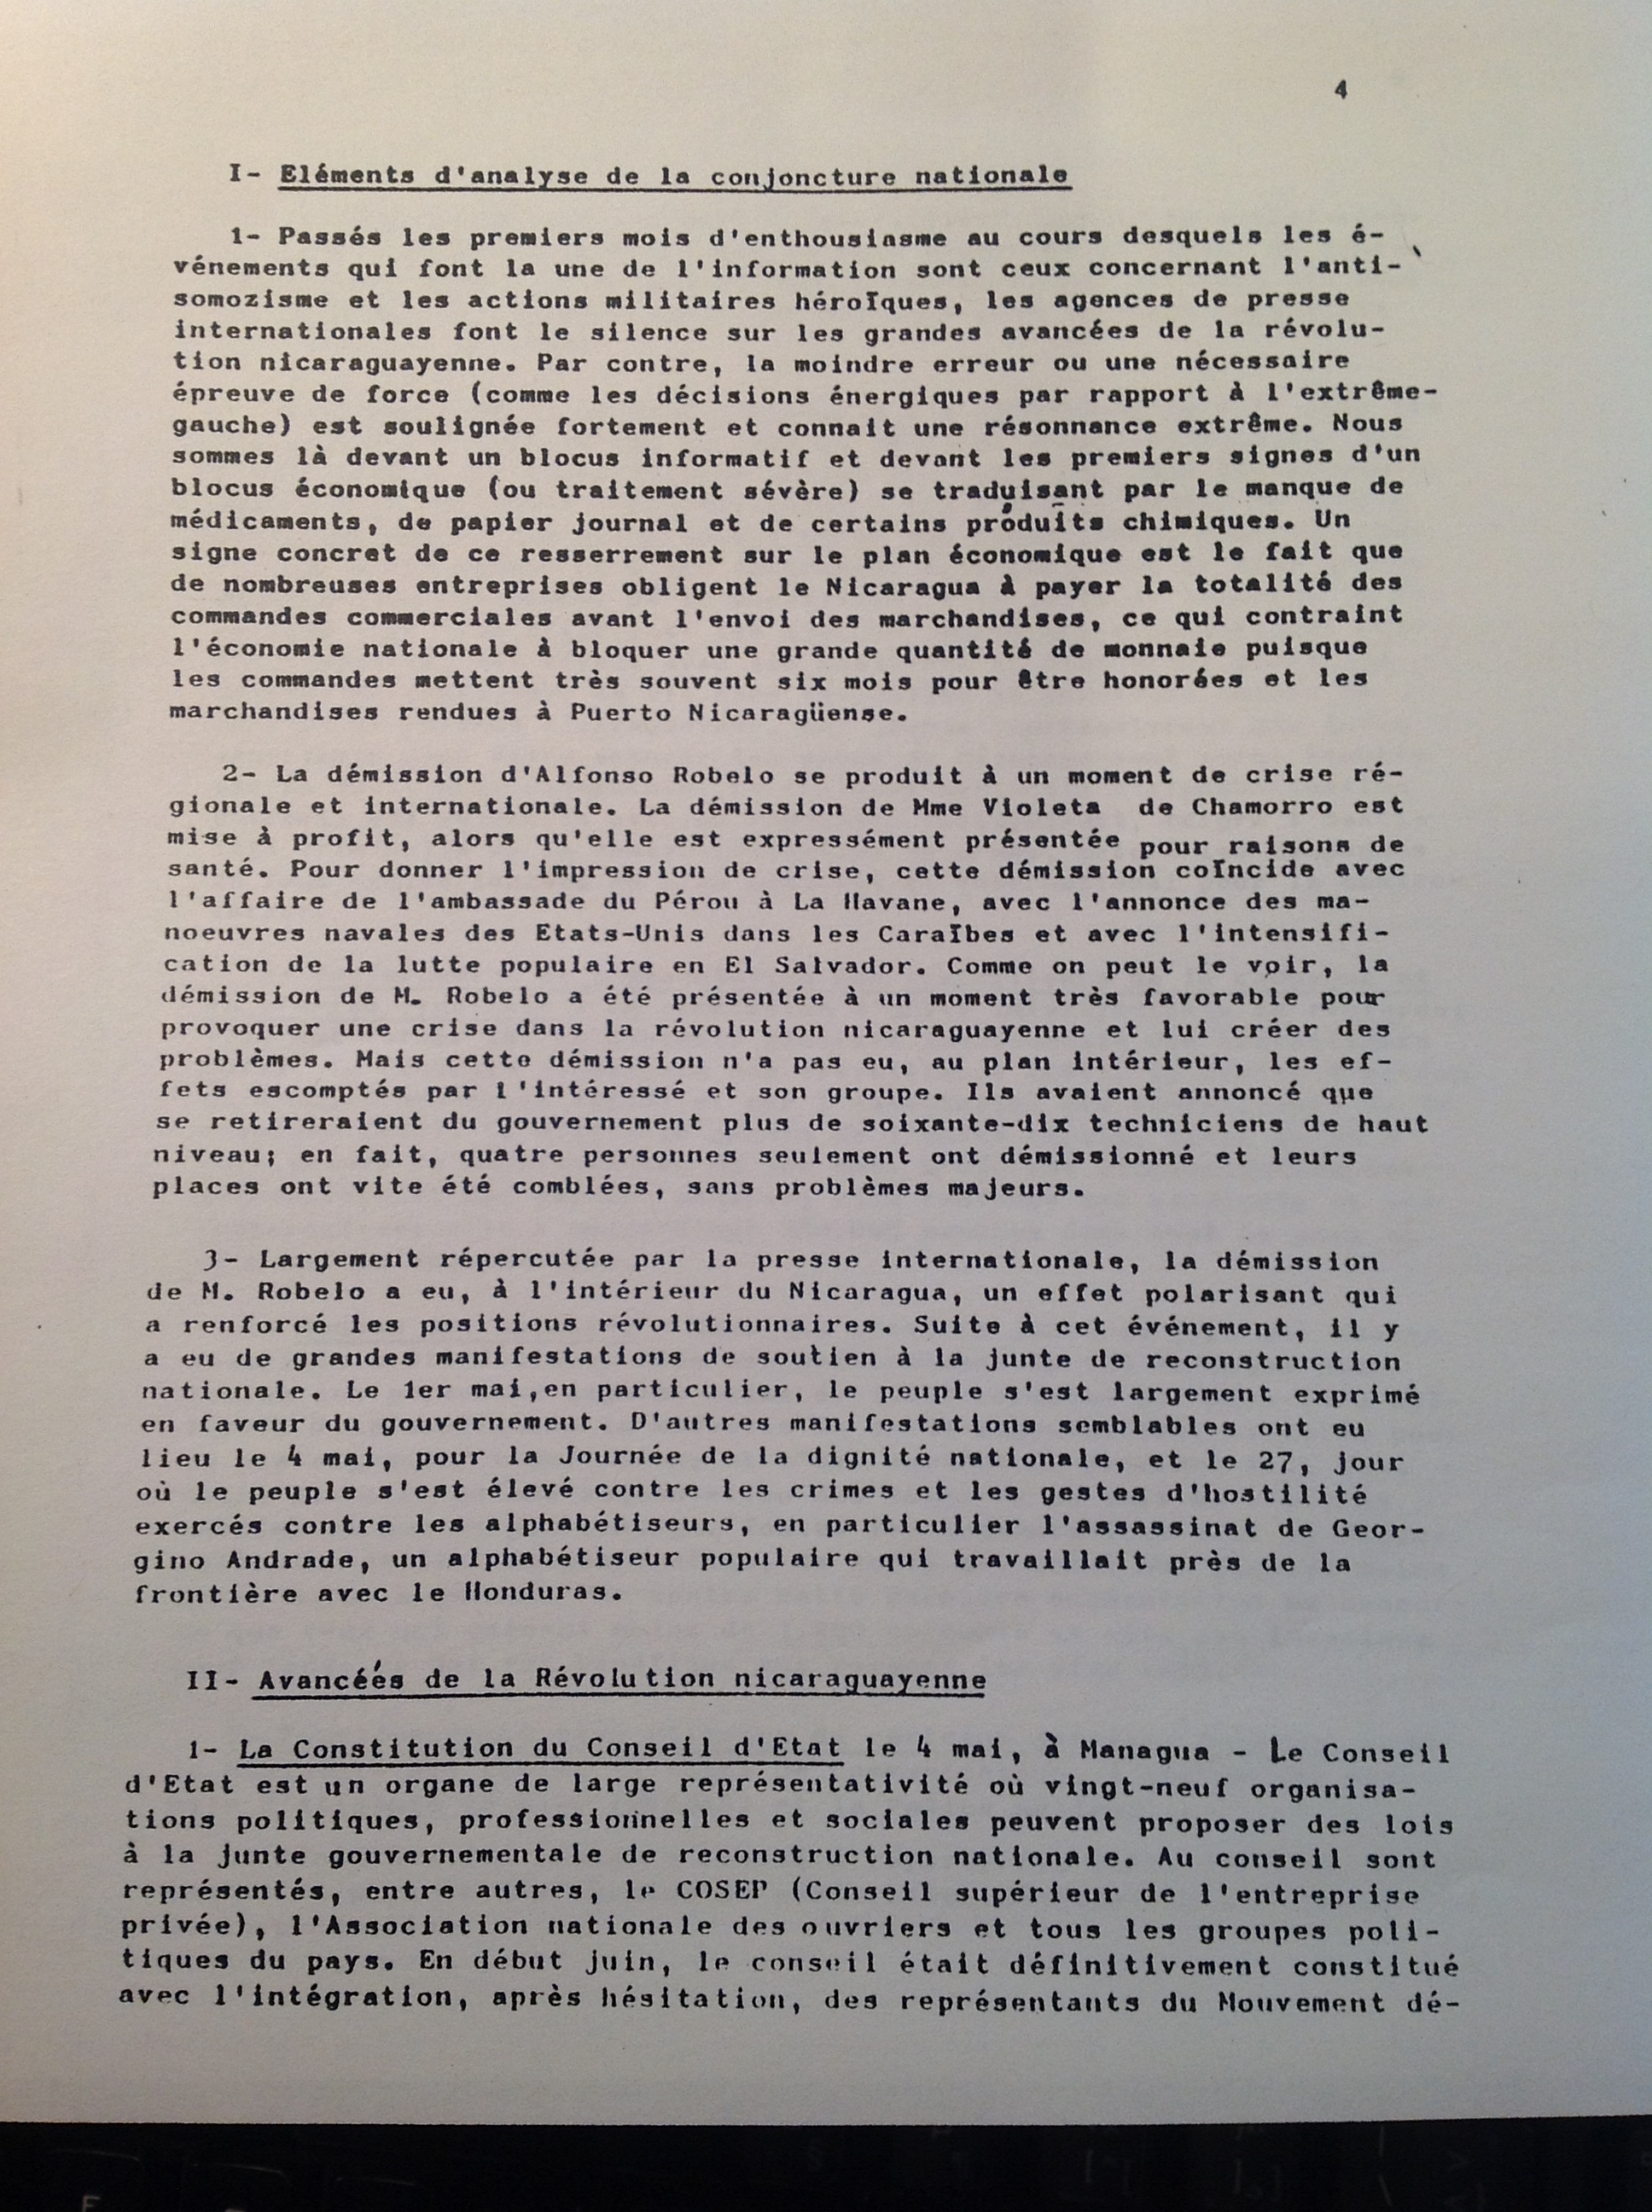 4
I- Eléments d'analyse de la conjoncture nationale
1- Passés les premiers mois d'enthousiasme au cours desquels les é-
vénements qui font la une de l'information sont ceux concernant l'anti-
somozisme et les actions militaires héroïques, les agences de presse
internationales font le silence sur les grandes avancées de la révolu-
tion nicaraguayenne. Par contre, la moindre erreur ou une nécessaire
épreuve de force (comme les décisions énergiques par rapport à l'extrême-
gauche) est soulignée fortement et connait une résonnance extrême. Nous
sommes là devant un blocus informatif et devant les premiers signes d'un
blocus économique (ou traitement sévère) se traduisant par le manque de
médicaments, de papier journal et de certains produits chimiques. Un
signe concret de ce resserrement sur le plan économique est le fait que
de nombreuses entreprises obligent le Nicaragua à payer la totalité des
commandes commerciales avant l'envoi des marchandises, ce qui contraint
l'économie nationale à bloquer une grande quantité de monnaie puisque
les commandes mettent très souvent six mois pour être honorées et les
marchandises rendues à Puerto Nicaragüense.
2- La démission d'Alfonso Robelo se produit à un moment de crise ré-
gionale et internationale. La démission de Mme Violeta de Chamorro est
mise à profit, alors qu'elle est expressément présentée pour raisons de
santé. Pour donner l'impression de crise, cette démission coïncide avec
l'affaire de l'ambassade du Pérou à La Havane, avec l'annonce des ma-
noeuvres navales des Etats-Unis dans les Caraïbes et avec l'intensifi-
cation de la lutte populaire en El Salvador. Comme on peut le voir, la
démission de M. Robelo a été présentée à un moment très favorable pour
provoquer une crise dans la révolution nicaraguayenne et lui créer des
problèmes. Mais cette démission n'a pas eu, au plan intérieur, les ef-
fets escomptés par l'intéressé et son groupe. Ils avaient annoncé que
se retireraient du gouvernement plus de soixante-dix techniciens de haut
niveau; en fait, quatre personnes seulement ont démissionné et leurs
places ont vite été comblées, sans problèmes majeurs.
3- Largement répercutée par la presse internationale, la démission
de M. Robelo a eu, à l'intérieur du Nicaragua, un effet polarisant qui
a renforcé les positions révolutionnaires. Suite à cet événement, il y
a eu de grandes manifestations de soutien à la junte de reconstruction
nationale. Le 1er mai,en particulier, le peuple s'est largement exprimé
en faveur du gouvernement. D'autres manifestations semblables ont eu
lieu le 4 mai, pour la Journée de la dignité nationale, et le 27, jour
où le peuple s'est élevé contre les crimes et les gestes d'hostilité
exercés contre les alphabétiseurs, en particulier l'assassinat de Geor-
gino Andrade, un alphabétiseur populaire qui travaillait près de la
frontière avec le Honduras.
II- Avancéés de la Révolution nicaraguayenne
1- La Constitution du Conseil d'Etat le 4 mai, à Managua - Le Conseil
d'Etat est un organe de large représentativité où vingt-neuf organisa-
tions politiques, professionnelles et sociales peuvent proposer des lois
à la junte gouvernementale de reconstruction nationale. Au conseil sont
représentés, entre autres, le COSEP (Conseil supérieur de l'entreprise
privée), l'Association nationale des ouvriers et tous les groupes poli-
tiques du pays. En début juin, le conseil était définitivement constitué
avec l'intégration, après hésitation, des représentants du Mouvement dé-